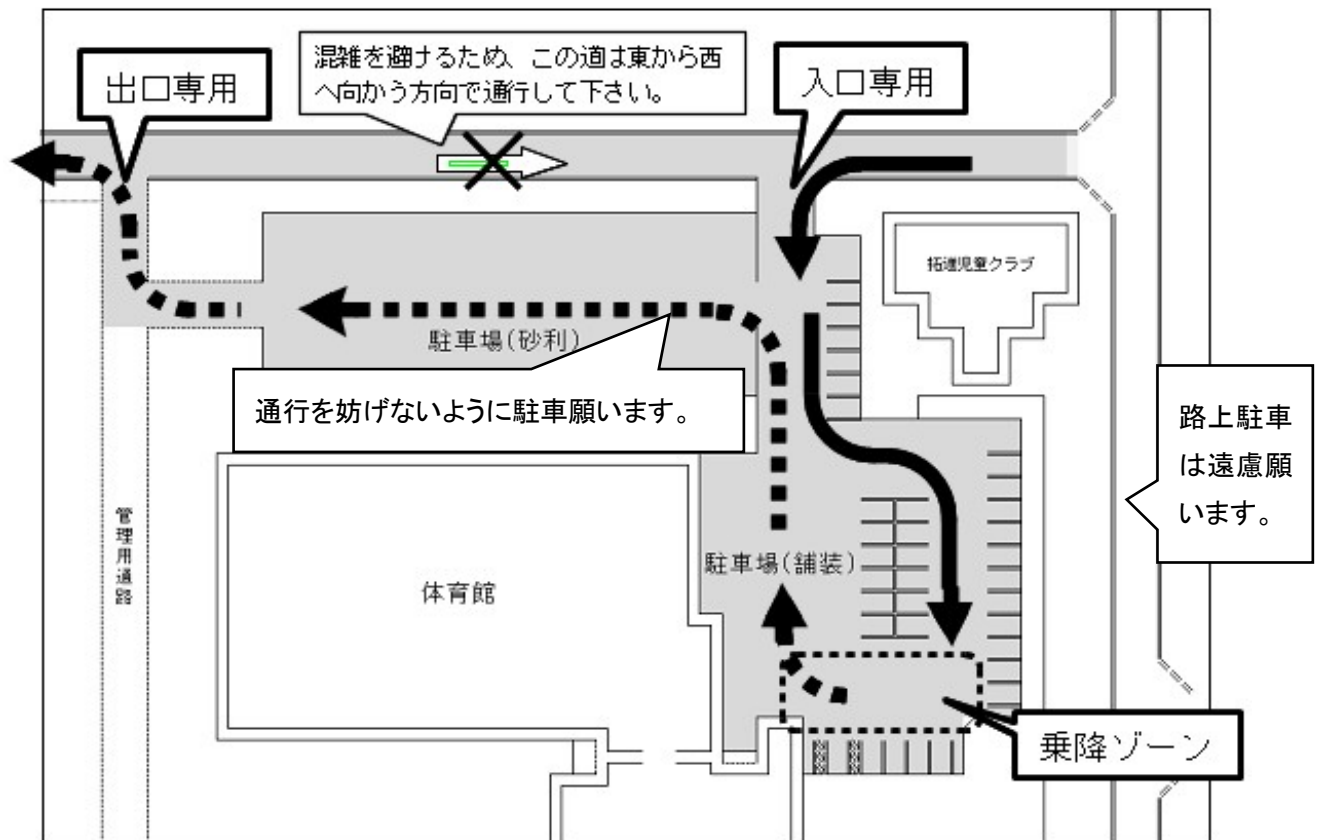 混雑を避けるため、この道は東から西
へ向かう方向で通行して下さい。
出口専用
入口専用
拓進児童クラブ
駐車場(砂利)
通行を妨げないように駐車願います。
路上駐車
は遠慮願
います。
管理用通路
駐車場(舗装)
体育館
乗降ゾーン